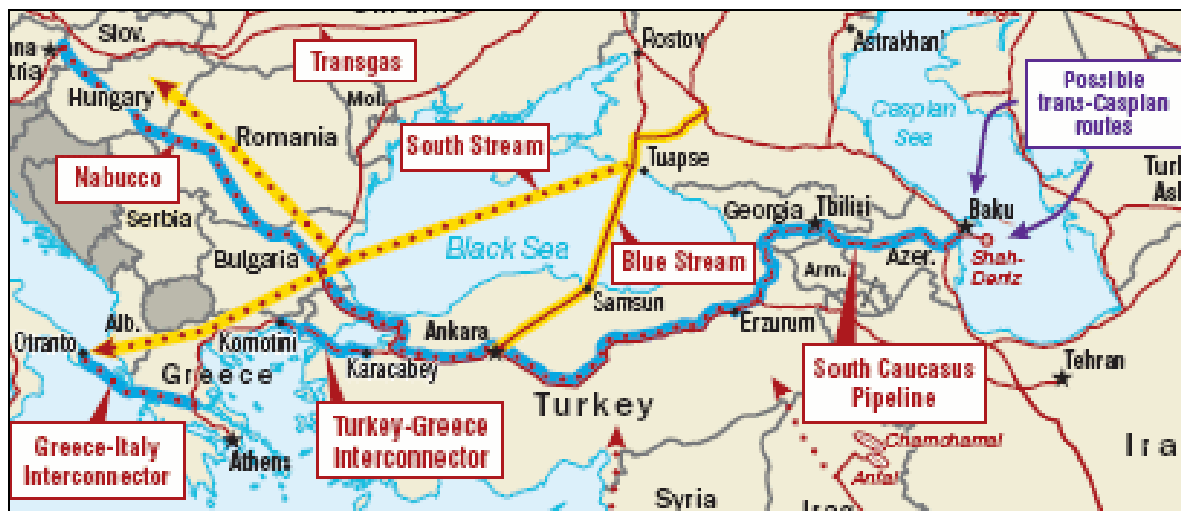 Slov.
Transgas
Rostov
Astrakhan
Possible
trans-Caspian
routes
Hungary
Mol.
Caspian
Sea
Romania
South Stream
Nabucco
Tuapse
Serbia
Georgia
Tbilisi
Baku
Bulgaria
Black Sea
Blue Stream
Arm.
Azer.
Shah-
Deniz
Samsun
Alb.
Ankara
Erzurum
Otranto
Komotini
Karacabey
Tehran
Greece
South Caucasus
Pipeline
Turkey
Greece-Italy
Interconnector
Turkey-Greece
Interconnector
Athens
Chamchamal
Anfal
Syria